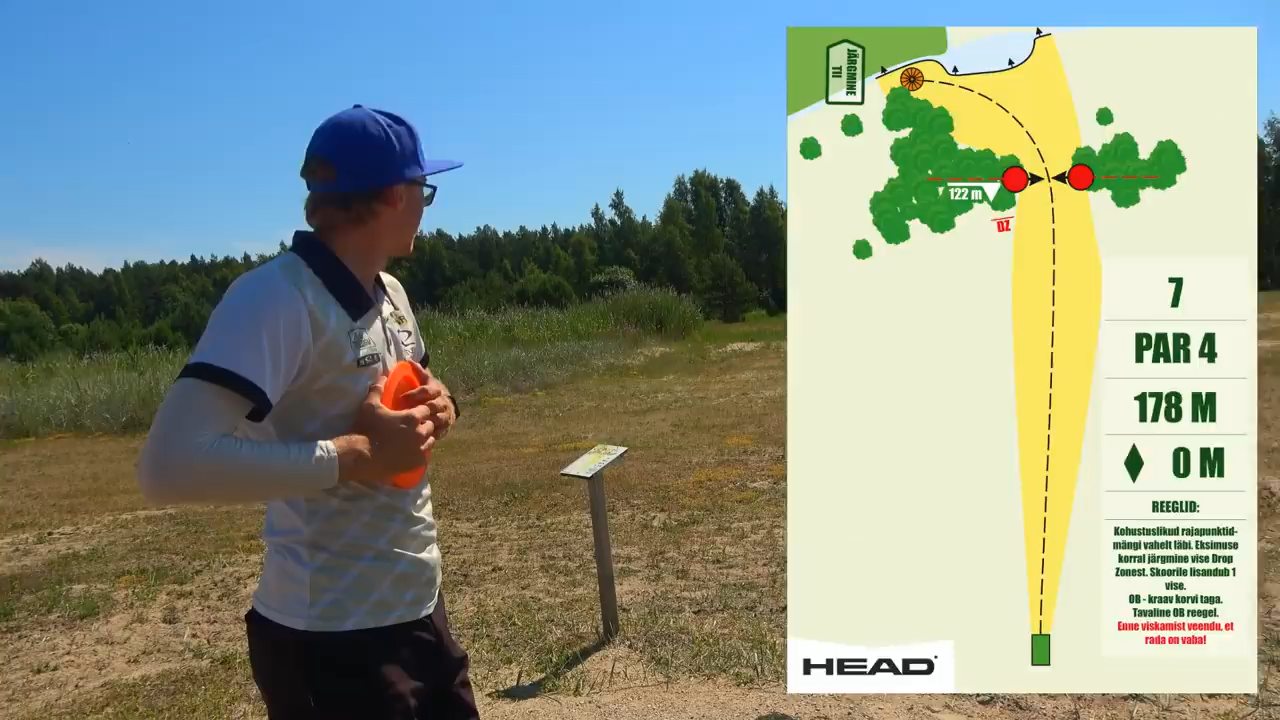 JÄRGMINE
TII
122 m
DZ
7
PAR 4
178 M
0 M
REEGLID:
Kohustuslikud rajapunktid-
mängi vahelt läbi. Eksimuse
korral järgmine vise Drop
Zonest. Skoorile lisandub 1
vise.
OB - kraav korvi taga.
Tavaline OB reegel.
Enne viskamist veendu, et
rada on vaba!
HEAD